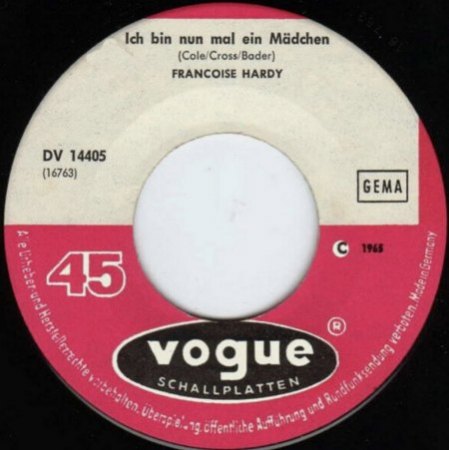 Ich bin nun mal ein Mädchen
(Cole/Cross/Bader)
FRANCOISE HARDY
DV 14405
(16763)
GEMA
45
C 1965
vogue ®
SCHALLPLATTEN
Alle Urheber- und Herstellerrechte vorbehalten. Überspielung, öffentliche Aufführung und Rundfunksendung verboten. Made in Germany